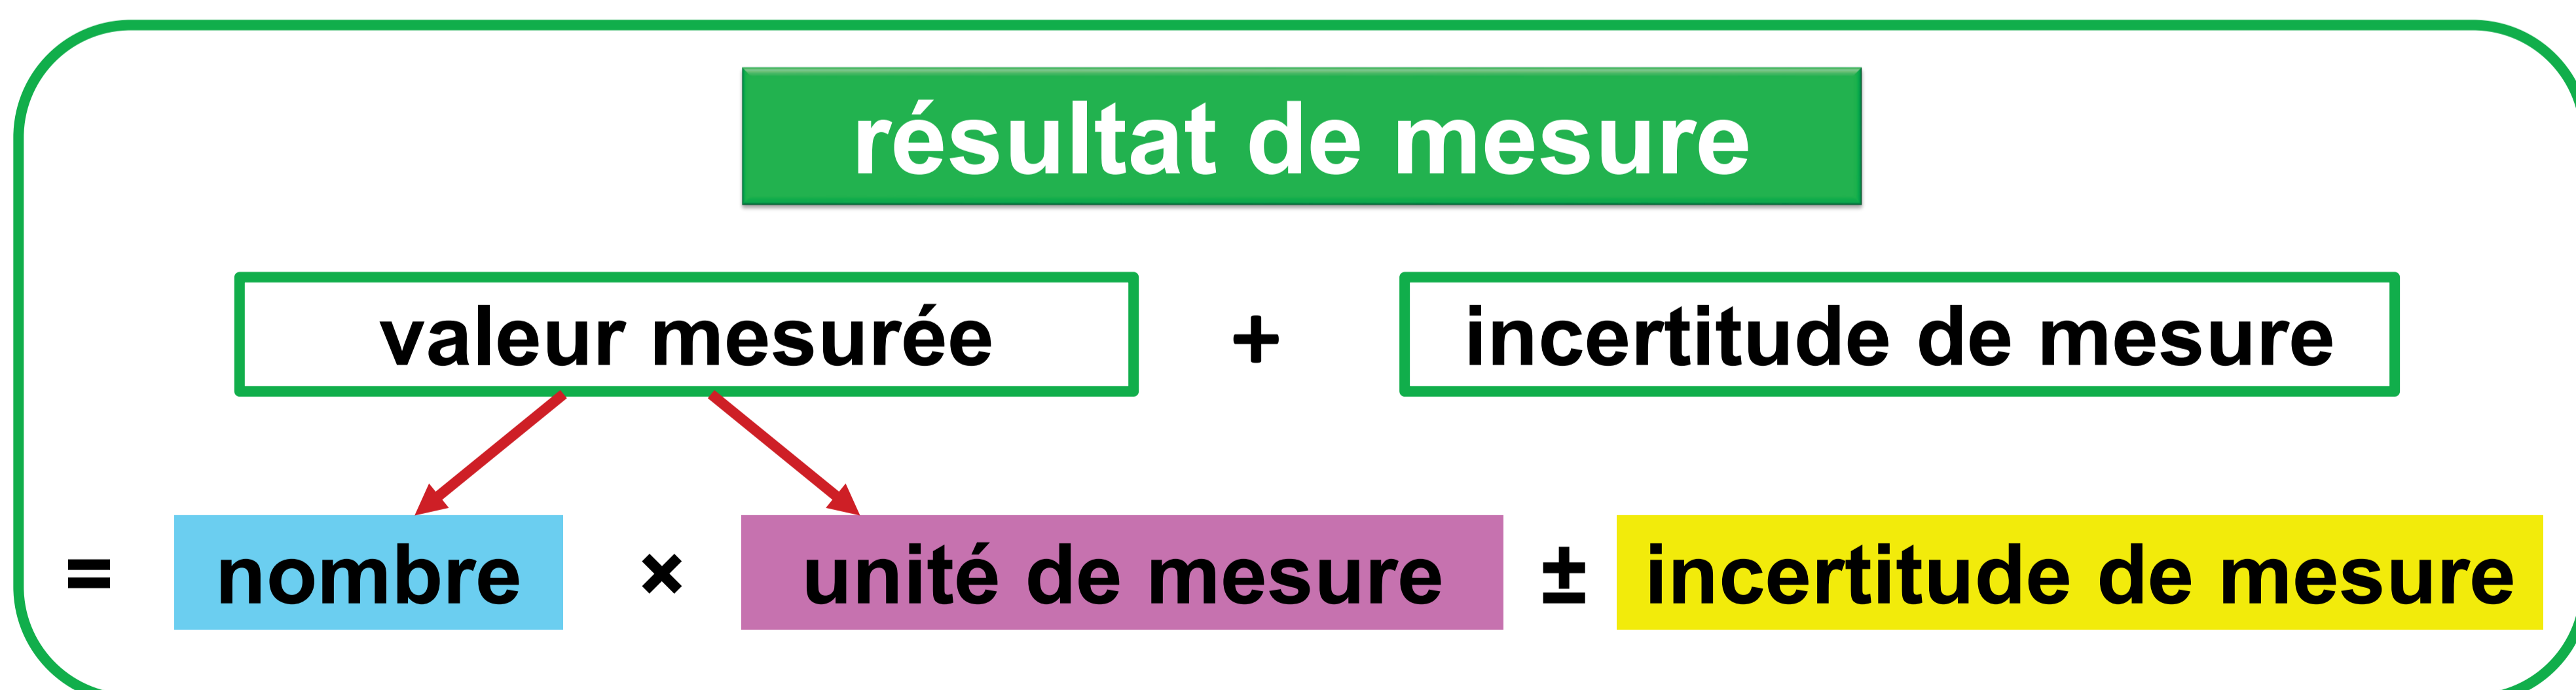 résultat de mesure
valeur mesurée + incertitude de mesure
= nombre × unité de mesure ± incertitude de mesure